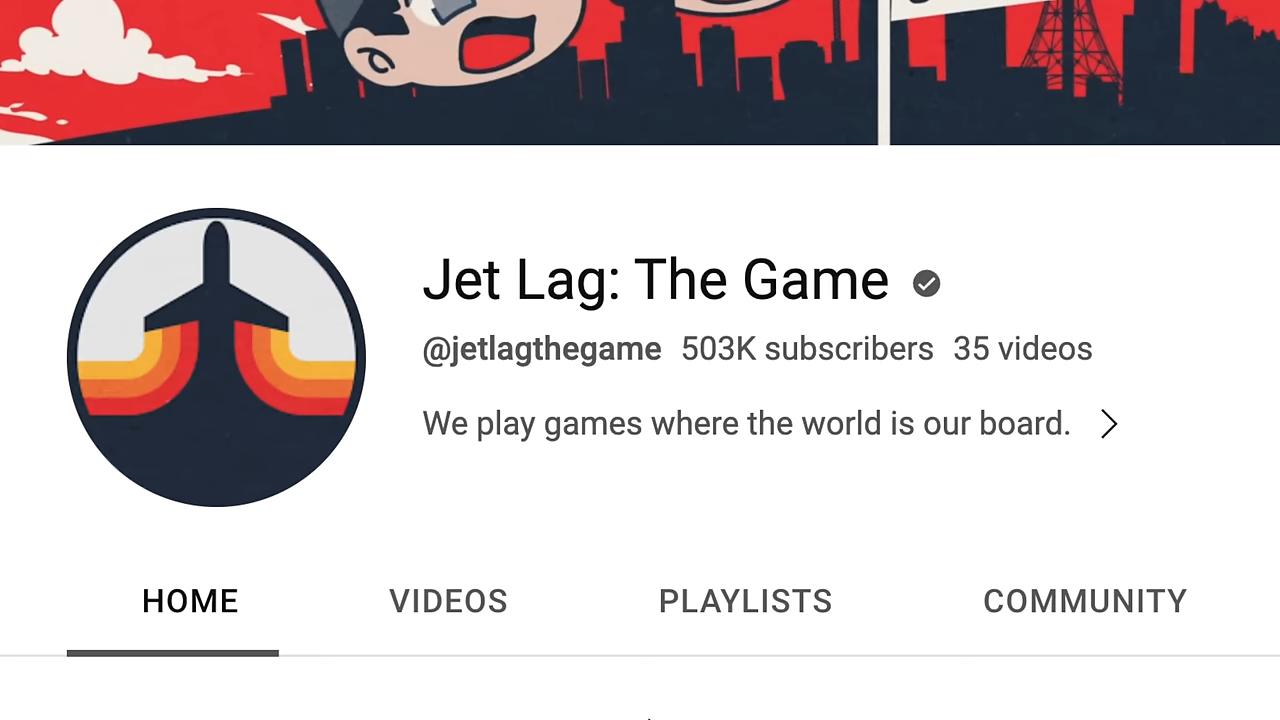 Jet Lag: The Game
@jetlagthegame 503K subscribers 35 videos
We play games where the world is our board.
HOME VIDEOS PLAYLISTS COMMUNITY